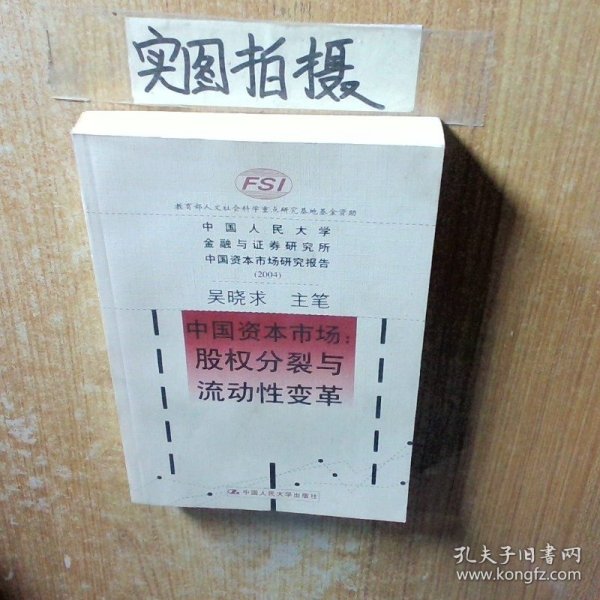 实图拍摄
FSI
教育部人文社会科学重点研究基地基金资助
中国人民大学
金融与证券研究所
中国资本市场研究报告
(2004)
吴晓求 主笔
中国资本市场：
股权分裂与
流动性变革
中国人民大学出版社
孔夫子旧书网
www.kongfz.com